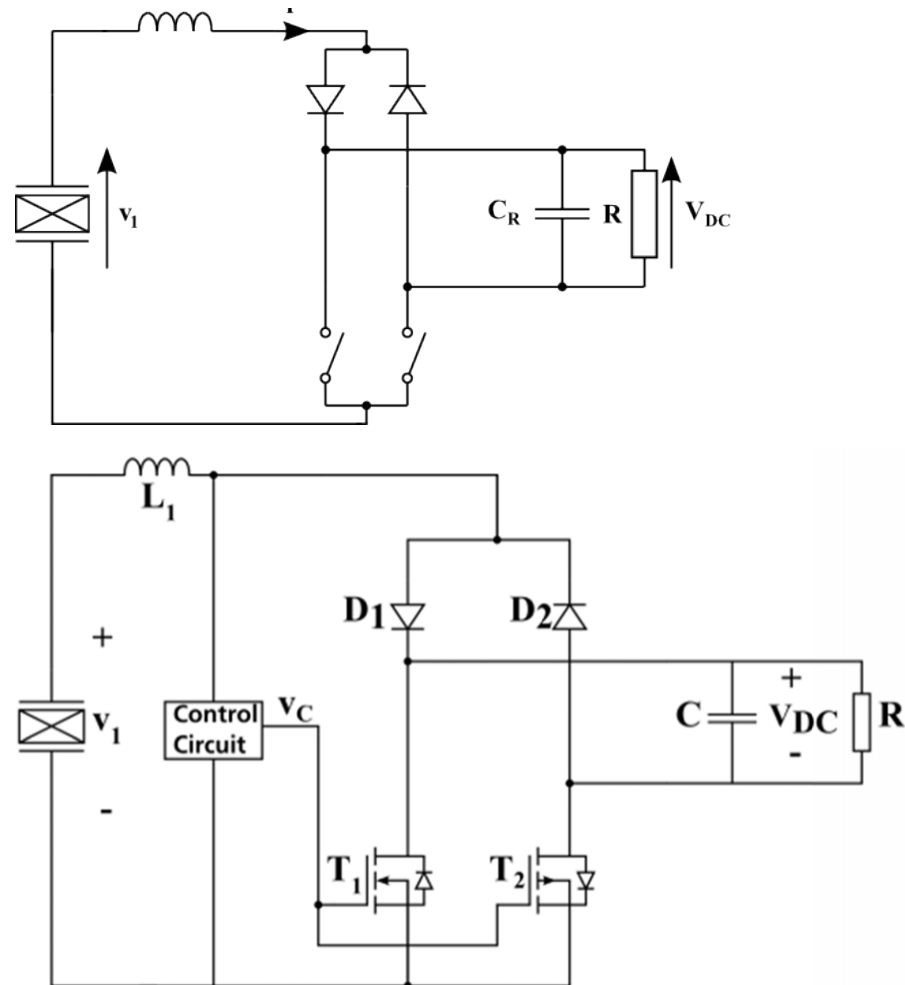 v1
CR
R
VDC
L1
D1
D2
+
v1
-
Control
Circuit
vC
C
+
VDC
-
R
T1
T2